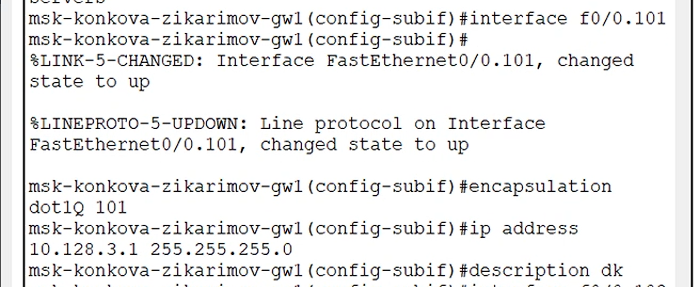 msk-konkova-zikarimov-gw1(config-subif)#interface f0/0.101
msk-konkova-zikarimov-gw1(config-subif)#
%LINK-5-CHANGED: Interface FastEthernet0/0.101, changed
state to up
%LINEPROTO-5-UPDOWN: Line protocol on Interface
FastEthernet0/0.101, changed state to up
msk-konkova-zikarimov-gw1(config-subif)#encapsulation
dot1Q 101
msk-konkova-zikarimov-gw1(config-subif)#ip address
10.128.3.1 255.255.255.0
msk-konkova-zikarimov-gw1(config-subif)#description dk